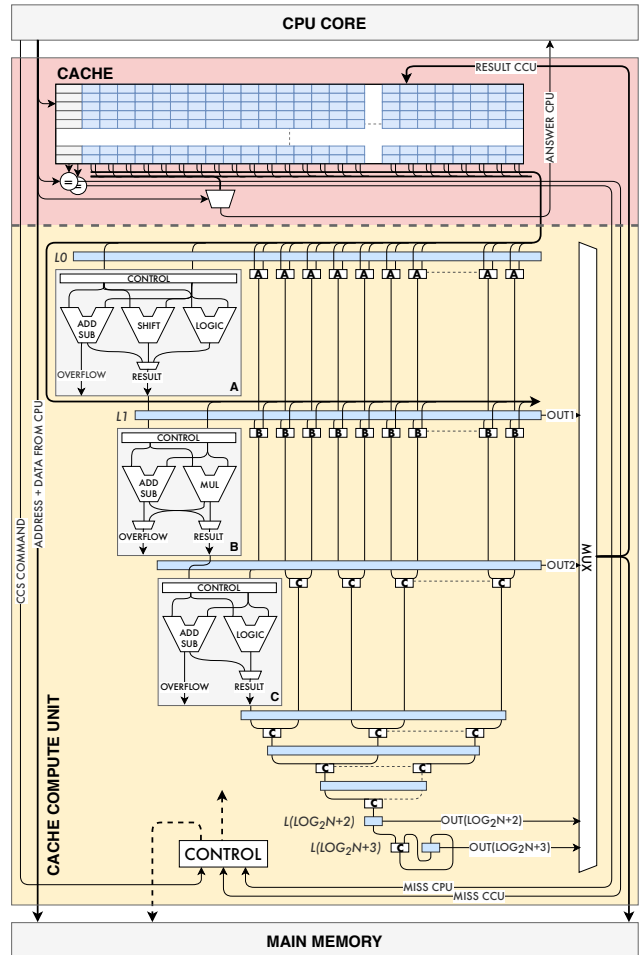 CPU CORE
CACHE
RESULT CCU
ANSWER CPU
=
=
L0
A A A A A A A A A
CONTROL
ADD SUB
SHIFT
LOGIC
OVERFLOW
RESULT
A
L1
OUT1
B B B B B B B B B
CONTROL
ADD SUB
MUL
OVERFLOW
RESULT
B
CCS COMMAND
ADDRESS + DATA FROM CPU
MUX
OUT2
C C C C
CONTROL
ADD SUB
LOGIC
OVERFLOW
RESULT
C
C C C
C C
C
L(LOG2N+2)
OUT(LOG2N+2)
L(LOG2N+3)
C
OUT(LOG2N+3)
CACHE COMPUTE UNIT
CONTROL
MISS CPU
MISS CCU
MAIN MEMORY